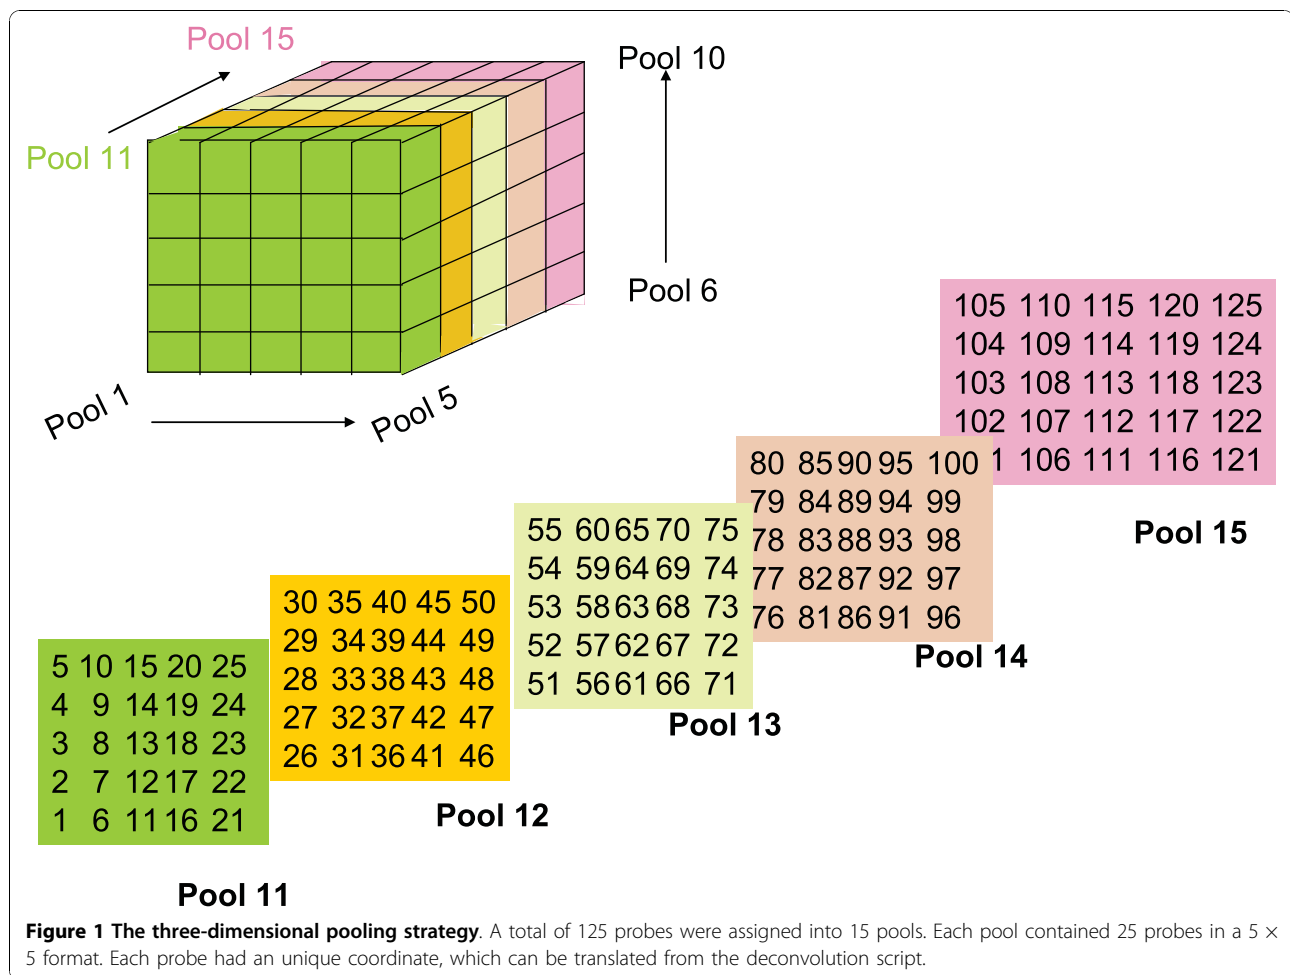 Pool 15
Pool 10
Pool 11
Pool 6
Pool 1
Pool 5
105 110 115 120 125
104 109 114 119 124
103 108 113 118 123
102 107 112 117 122
1 106 111 116 121
Pool 15
80 85 90 95 100
79 84 89 94 99
78 83 88 93 98
77 82 87 92 97
76 81 86 91 96
Pool 14
55 60 65 70 75
54 59 64 69 74
53 58 63 68 73
52 57 62 67 72
51 56 61 66 71
Pool 13
30 35 40 45 50
29 34 39 44 49
28 33 38 43 48
27 32 37 42 47
26 31 36 41 46
Pool 12
5 10 15 20 25
4 9 14 19 24
3 8 13 18 23
2 7 12 17 22
1 6 11 16 21
Pool 11
Figure 1 The three-dimensional pooling strategy. A total of 125 probes were assigned into 15 pools. Each pool contained 25 probes in a 5 ×
5 format. Each probe had an unique coordinate, which can be translated from the deconvolution script.